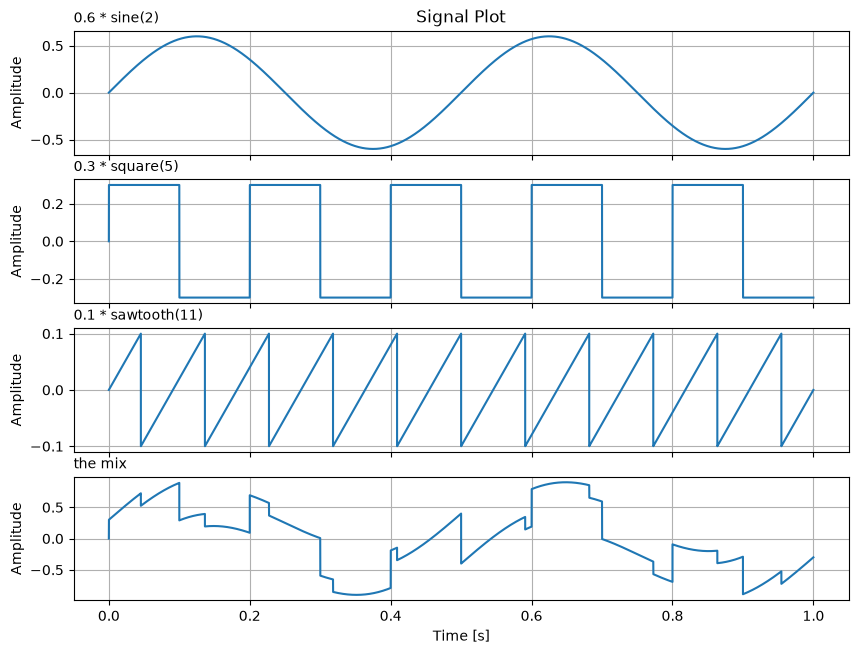 0.6 * sine(2)
Signal Plot
0.5
0.0
−0.5
Amplitude
0.3 * square(5)
0.2
0.0
−0.2
Amplitude
0.1 * sawtooth(11)
0.1
0.0
−0.1
Amplitude
the mix
0.5
0.0
−0.5
Amplitude
0.0 0.2 0.4 0.6 0.8 1.0
Time [s]